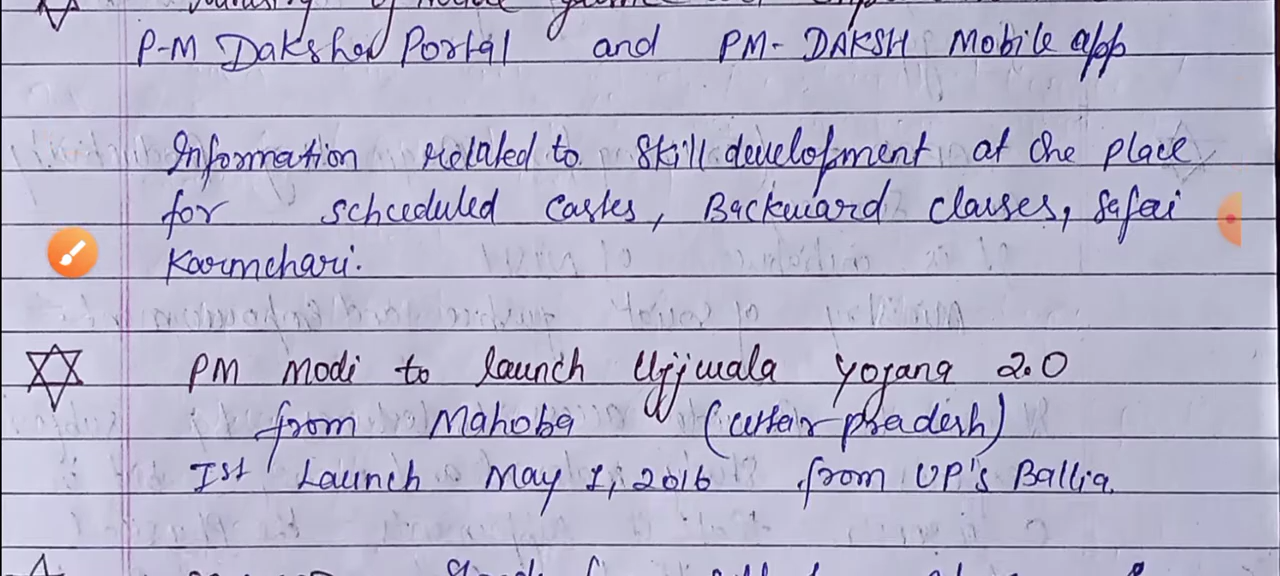 P-M Daksha Portal and PM-DAKSH Mobile app
Information related to skill development at one place
for scheduled castes, Backward classes, Safai
Karmchari.
PM Modi to launch Ujjwala Yojana 2.0
from Mahoba (uttar-pradesh)
Ist Launch May 1, 2016 from UP's Ballia.